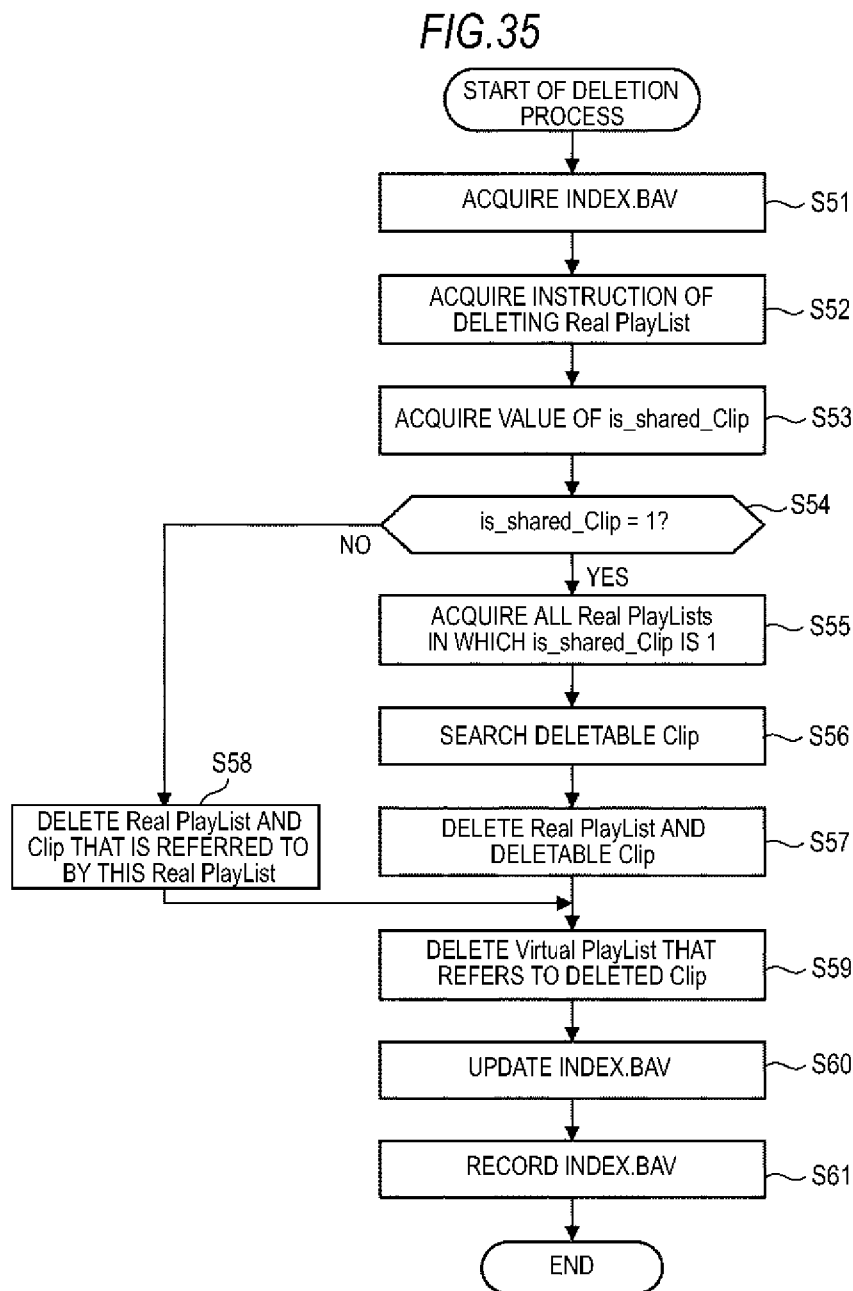 FIG.35
START OF DELETION
PROCESS
ACQUIRE INDEX.BAV
S51
ACQUIRE INSTRUCTION OF
DELETING Real PlayList
S52
ACQUIRE VALUE OF is_shared_Clip
S53
is_shared_Clip = 1?
S54
NO
YES
ACQUIRE ALL Real PlayLists
IN WHICH is_shared_Clip IS 1
S55
SEARCH DELETABLE Clip
S56
S58
DELETE Real PlayList AND
Clip THAT IS REFERRED TO
BY THIS Real PlayList
DELETE Real PlayList AND
DELETABLE Clip
S57
DELETE Virtual PlayList THAT
REFERS TO DELETED Clip
S59
UPDATE INDEX.BAV
S60
RECORD INDEX.BAV
S61
END